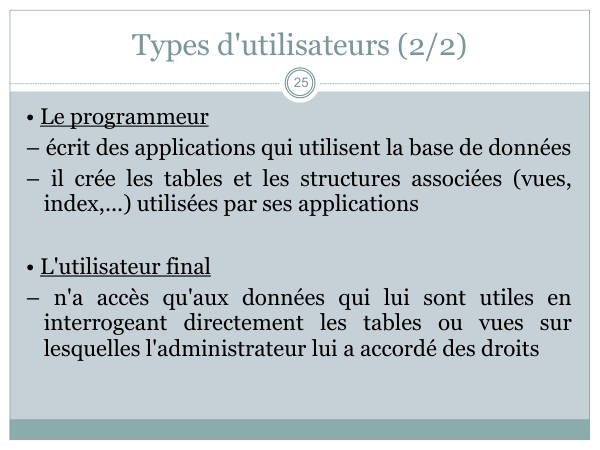 Types d'utilisateurs (2/2)
25
• Le programmeur
– écrit des applications qui utilisent la base de données
– il crée les tables et les structures associées (vues,
index,...) utilisées par ses applications
• L'utilisateur final
– n'a accès qu'aux données qui lui sont utiles en
interrogeant directement les tables ou vues sur
lesquelles l'administrateur lui a accordé des droits